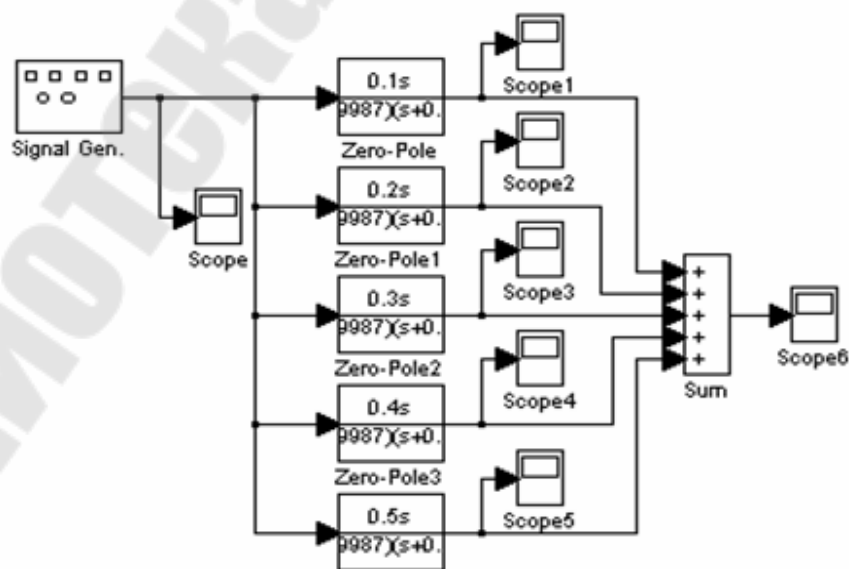 Signal Gen.
Scope
0.1s
9987)(s+0.
Zero-Pole
0.2s
9987)(s+0.
Zero-Pole1
0.3s
9987)(s+0.
Zero-Pole2
0.4s
9987)(s+0.
Zero-Pole3
0.5s
9987)(s+0.
Scope1
Scope2
Scope3
Scope4
Scope5
+
+
+
+
+
Sum
Scope6